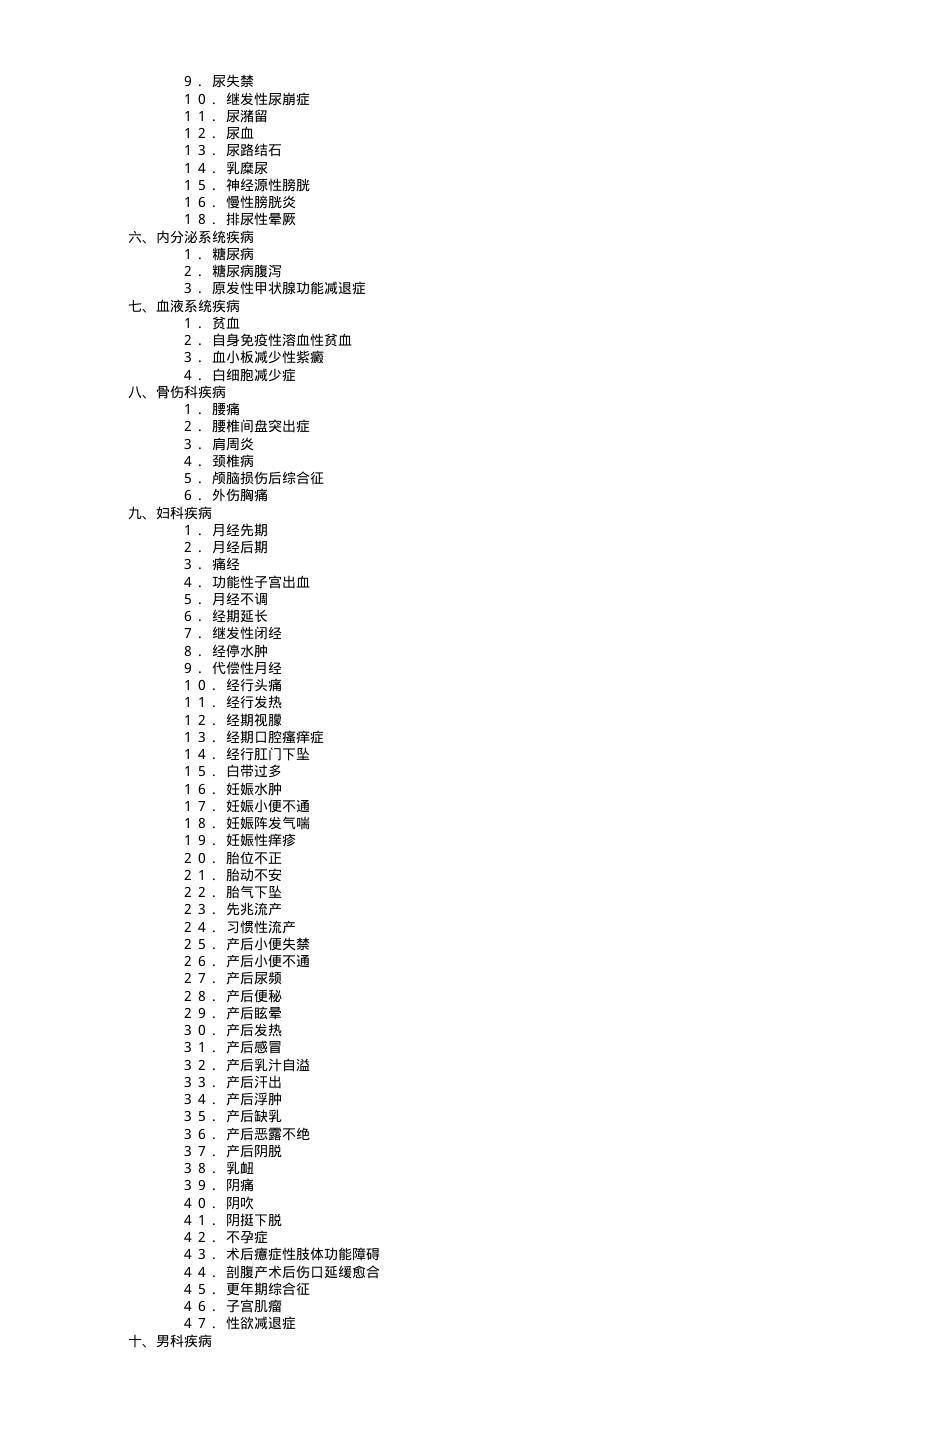 9．尿失禁
10．继发性尿崩症
11．尿潴留
12．尿血
13．尿路结石
14．乳糜尿
15．神经源性膀胱
16．慢性膀胱炎
18．排尿性晕厥
六、内分泌系统疾病
1．糖尿病
2．糖尿病腹泻
3．原发性甲状腺功能减退症
七、血液系统疾病
1．贫血
2．自身免疫性溶血性贫血
3．血小板减少性紫癜
4．白细胞减少症
八、骨伤科疾病
1．腰痛
2．腰椎间盘突出症
3．肩周炎
4．颈椎病
5．颅脑损伤后综合征
6．外伤胸痛
九、妇科疾病
1．月经先期
2．月经后期
3．痛经
4．功能性子宫出血
5．月经不调
6．经期延长
7．继发性闭经
8．经停水肿
9．代偿性月经
10．经行头痛
11．经行发热
12．经期视朦
13．经期口腔瘙痒症
14．经行肛门下坠
15．白带过多
16．妊娠水肿
17．妊娠小便不通
18．妊娠阵发气喘
19．妊娠性痒疹
20．胎位不正
21．胎动不安
22．胎气下坠
23．先兆流产
24．习惯性流产
25．产后小便失禁
26．产后小便不通
27．产后尿频
28．产后便秘
29．产后眩晕
30．产后发热
31．产后感冒
32．产后乳汁自溢
33．产后汗出
34．产后浮肿
35．产后缺乳
36．产后恶露不绝
37．产后阴脱
38．乳衄
39．阴痛
40．阴吹
41．阴挺下脱
42．不孕症
43．术后癔症性肢体功能障碍
44．剖腹产术后伤口延缓愈合
45．更年期综合征
46．子宫肌瘤
47．性欲减退症
十、男科疾病